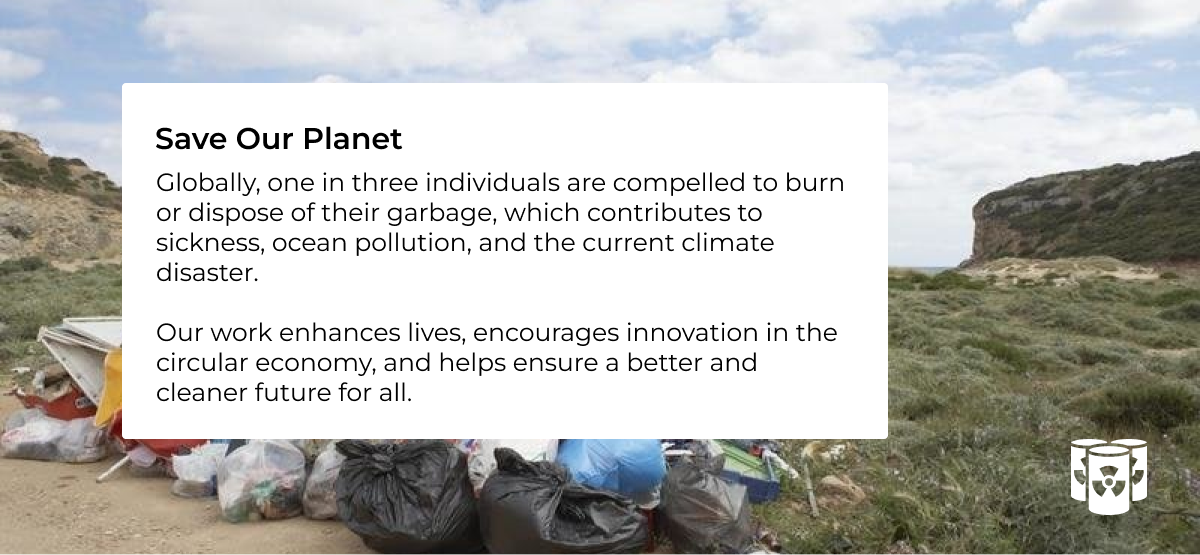 Save Our Planet
Globally, one in three individuals are compelled to burn
or dispose of their garbage, which contributes to
sickness, ocean pollution, and the current climate
disaster.
Our work enhances lives, encourages innovation in the
circular economy, and helps ensure a better and
cleaner future for all.